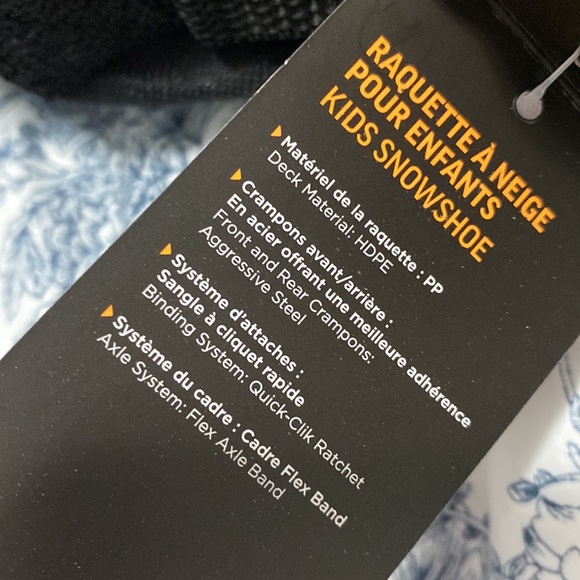 RAQUETTE À NEIGE
POUR ENFANTS
KIDS SNOWSHOE
Matériel de la raquette : PP
Deck Material: HDPE
Crampons avant/arrière :
En acier offrant une meilleure adhérence
Front and Rear Crampons:
Aggressive Steel
Système d'attaches :
Sangle à cliquet rapide
Binding System: Quick-Clik Ratchet
Système du cadre : Cadre Flex Band
Axle System: Flex Axle Band